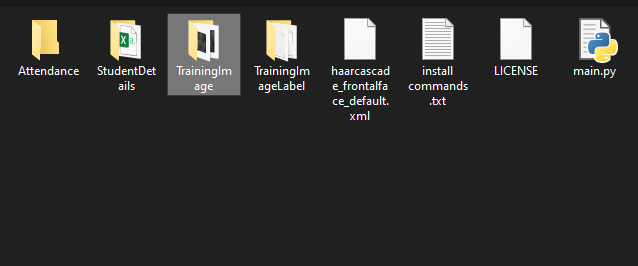 Attendance
StudentDet
ails
TrainingIm
age
TrainingIm
ageLabel
haarcascad
e_frontalfa
ce_default.
xml
install
commands
.txt
LICENSE
main.py